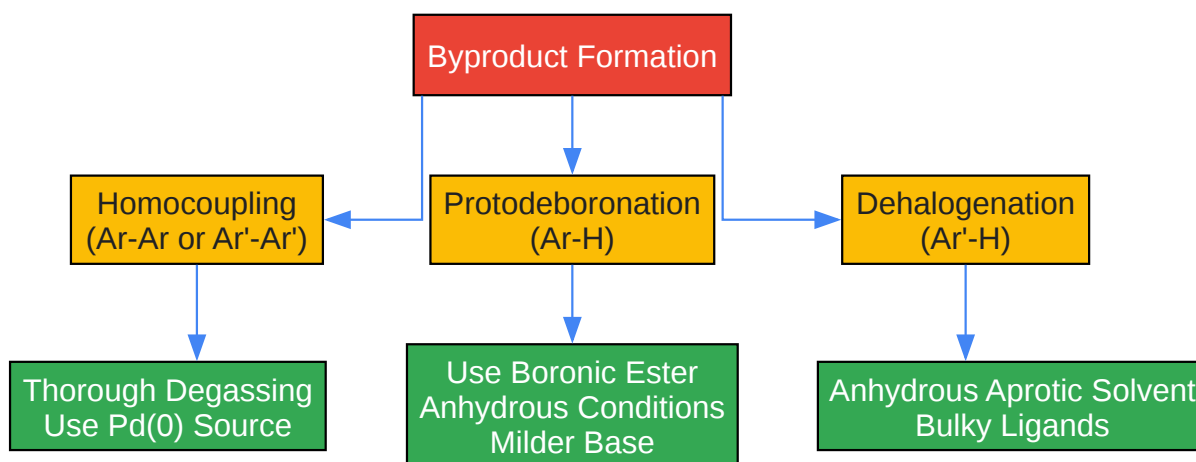 Byproduct Formation
Homocoupling
(Ar-Ar or Ar'-Ar')
Protodeboronation
(Ar-H)
Dehalogenation
(Ar'-H)
Thorough Degassing
Use Pd(0) Source
Use Boronic Ester
Anhydrous Conditions
Milder Base
Anhydrous Aprotic Solvent
Bulky Ligands